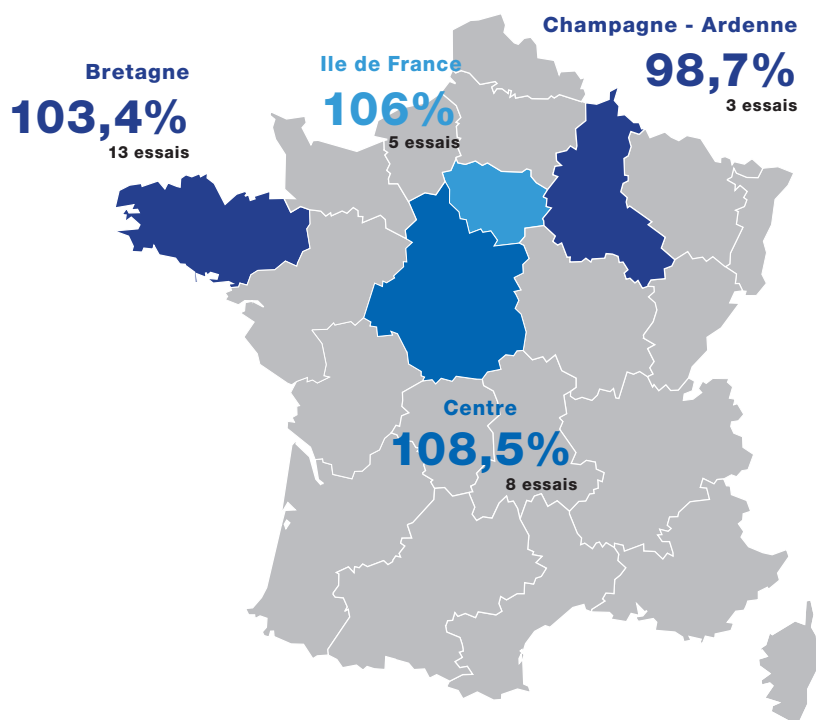 Champagne - Ardenne
98,7%
3 essais
Ile de France
106%
5 essais
Bretagne
103,4%
13 essais
Centre
108,5%
8 essais